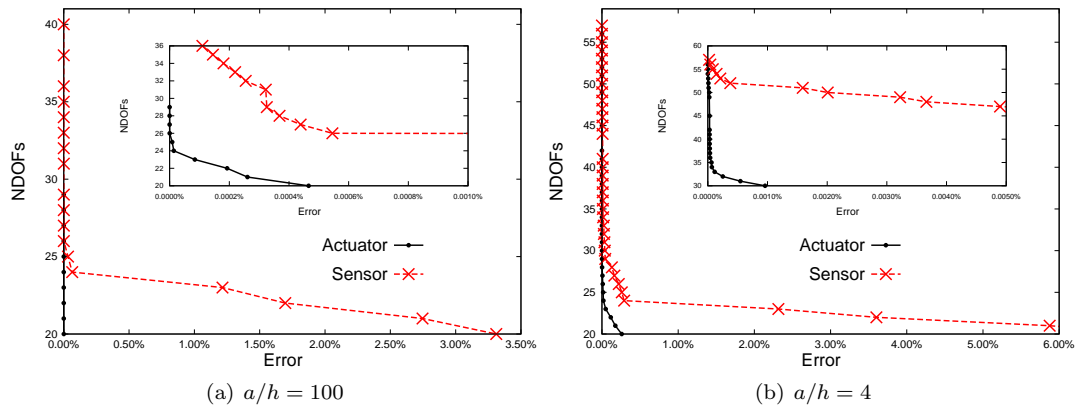 40
35
30
25
20
NDOFs
0.00% 0.50% 1.00% 1.50% 2.00% 2.50% 3.00% 3.50%
Error
36
34
32
30
28
26
24
22
20
NDOFs
0.0000% 0.0002% 0.0004% 0.0006% 0.0008% 0.0010%
Error
Actuator
Sensor
(a) a/h = 100
55
50
45
40
35
30
25
20
NDOFs
0.00% 1.00% 2.00% 3.00% 4.00% 5.00% 6.00%
Error
60
50
40
30
NDOFs
0.0000% 0.0010% 0.0020% 0.0030% 0.0040% 0.0050%
Error
Actuator
Sensor
(b) a/h = 4